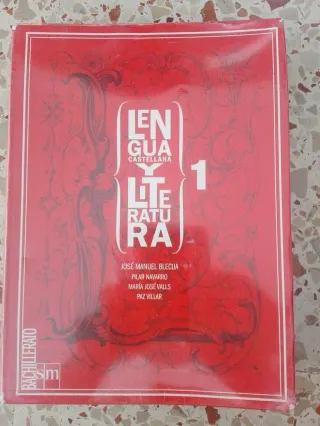 LEN
GUA
CASTELLANA
Y
LITE
RATU
RA
1
JOSÉ MANUEL BLECUA
PILAR NAVARRO
MARÍA JOSÉ VALLS
PAZ VILLAR
BACHILLERATO
sm